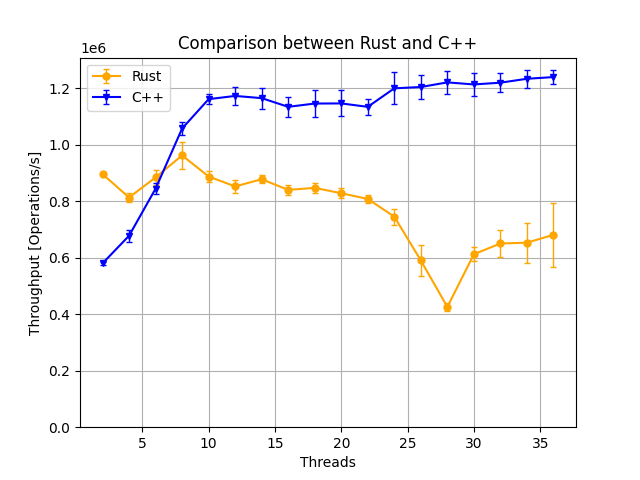 Comparison between Rust and C++
1e6
Rust
C++
1.2
1.0
0.8
0.6
0.4
0.2
0.0
Throughput [Operations/s]
5 10 15 20 25 30 35
Threads